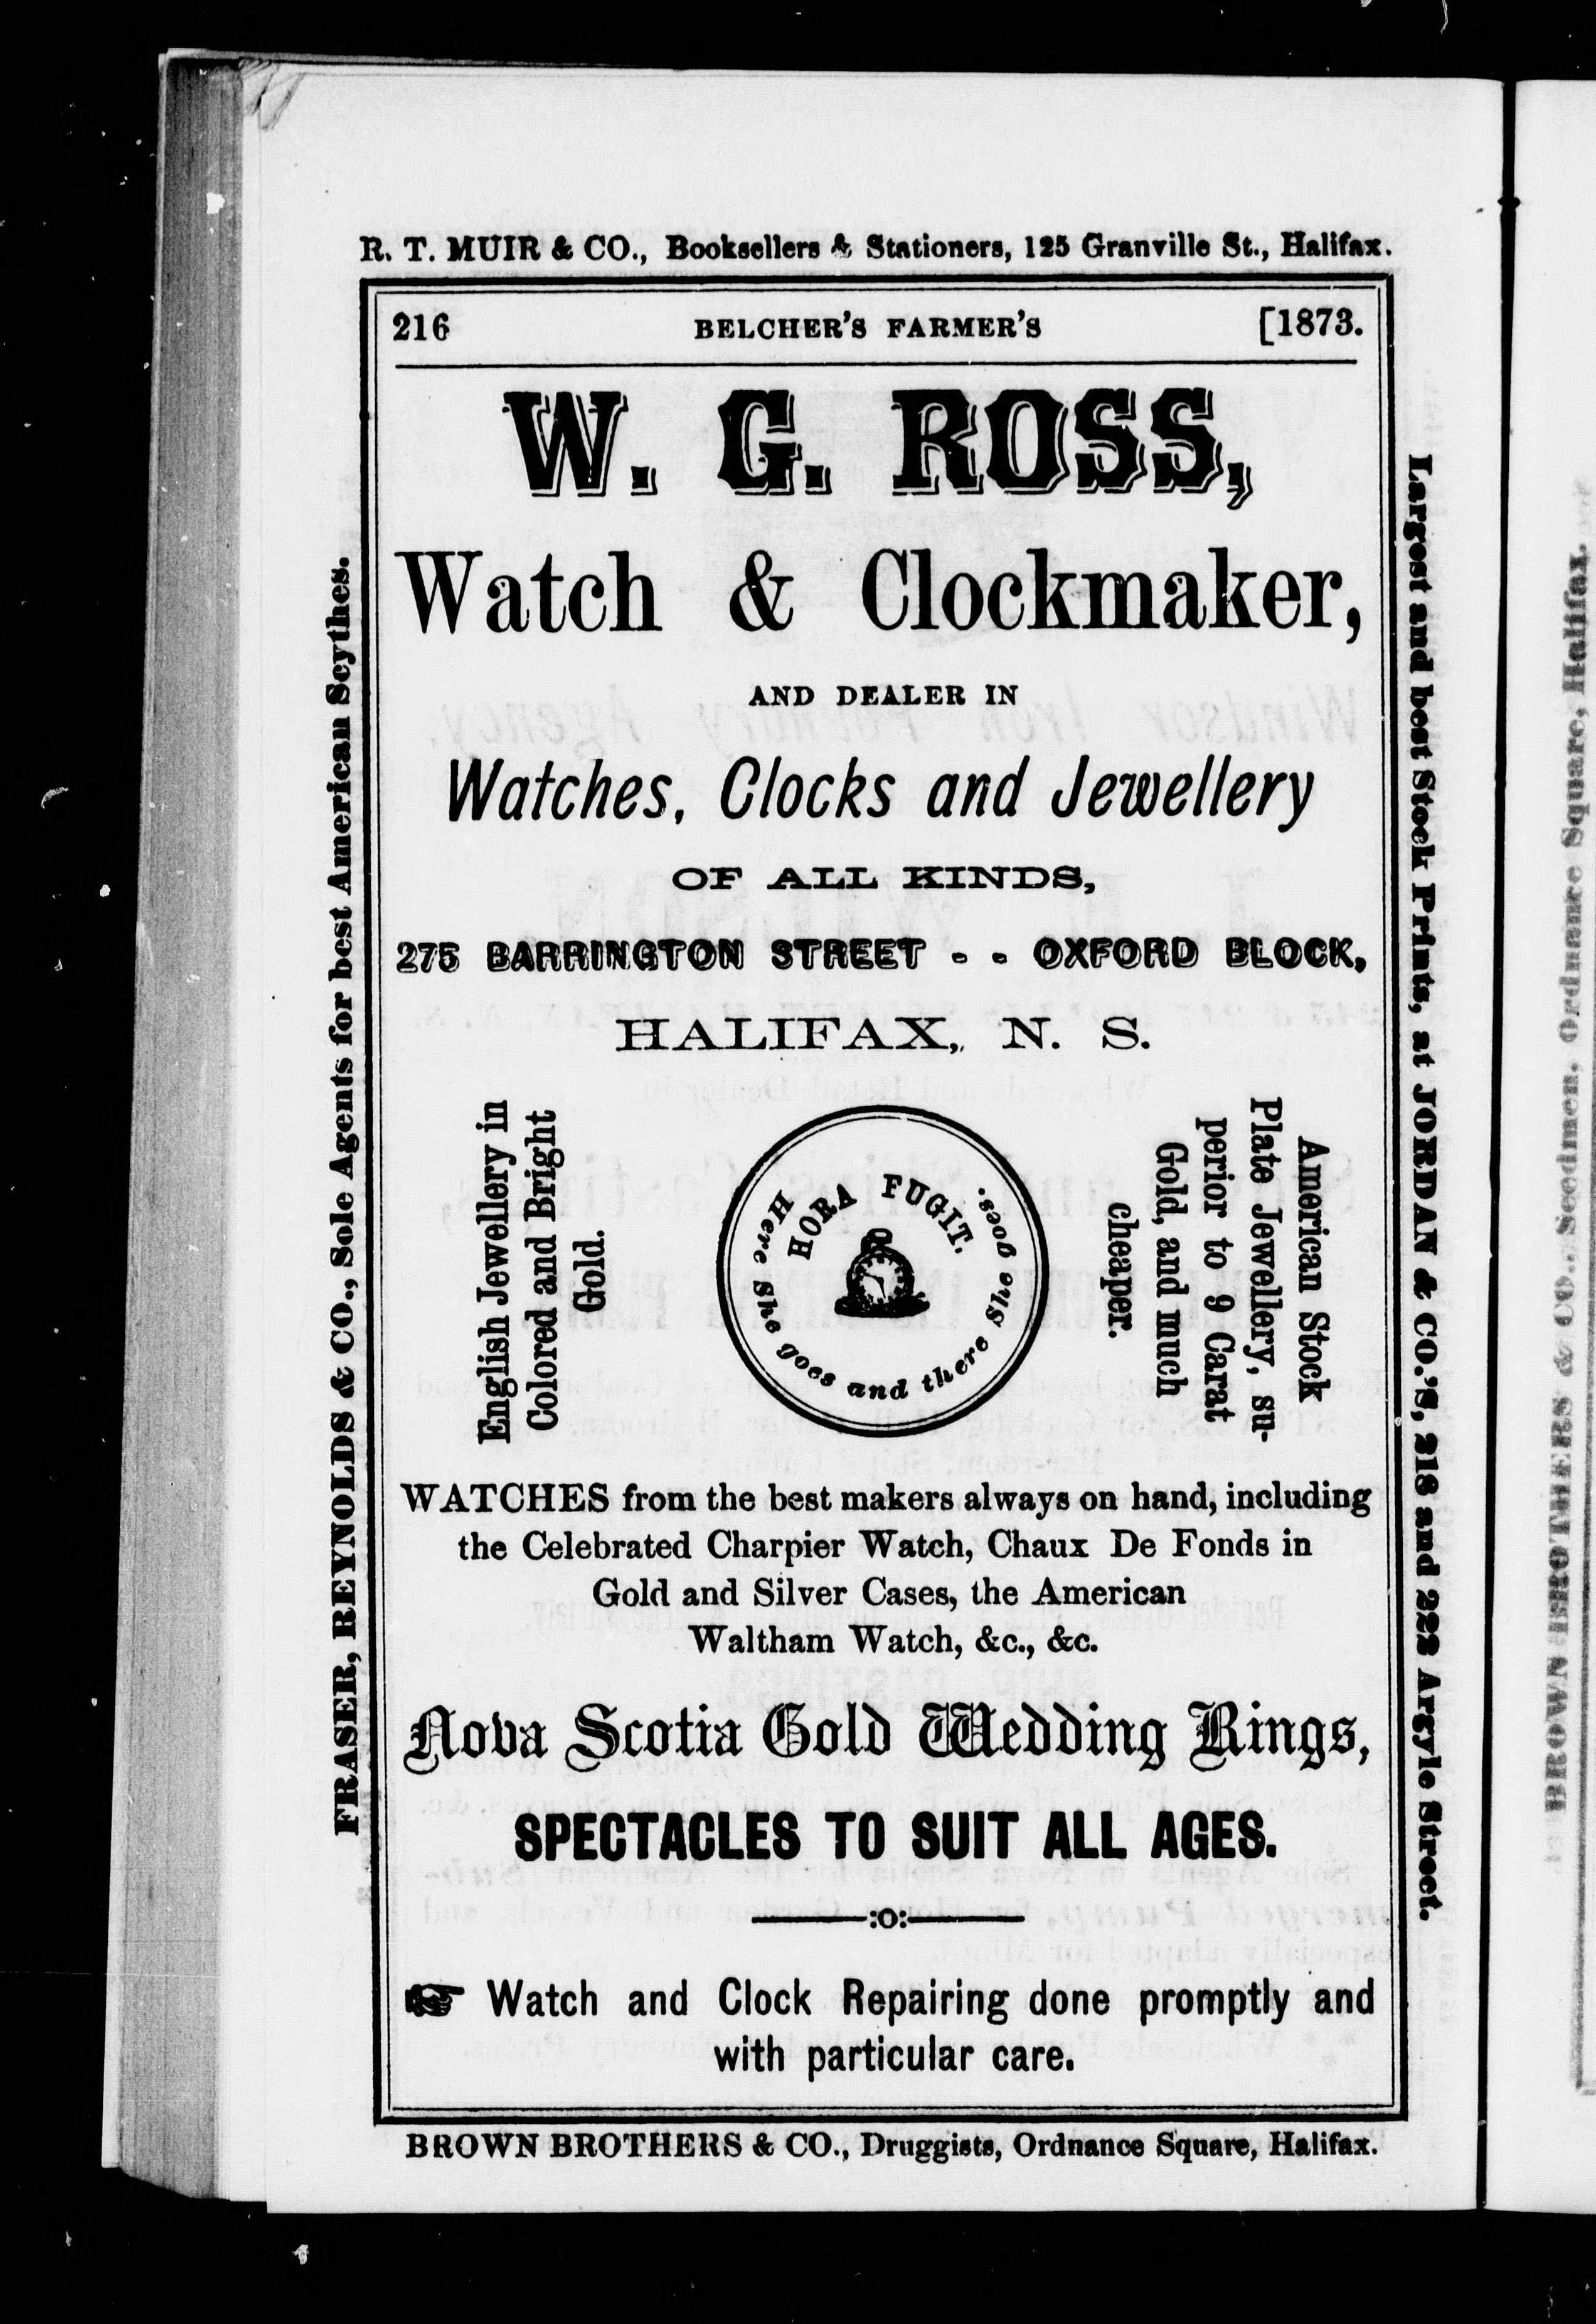 R. T. MUIR & CO., Booksellers & Stationers, 125 Granville St., Halifax.
216 BELCHER'S FARMER'S [1873.
W. G. ROSS,
Watch & Clockmaker,
AND DEALER IN
Watches, Clocks and Jewellery
OF ALL KINDS,
275 BARRINGTON STREET - - OXFORD BLOCK,
HALIFAX, N. S.
English Jewellery in
Colored and Bright
Gold.
HORA FUGIT.
Here She goes and there She goes.
American Stock
Plate Jewellery, su-
perior to 9 Carat
Gold, and much
cheaper.
WATCHES from the best makers always on hand, including
the Celebrated Charpier Watch, Chaux De Fonds in
Gold and Silver Cases, the American
Waltham Watch, &c., &c.
Nova Scotia Gold Wedding Rings,
SPECTACLES TO SUIT ALL AGES.
:O:
☞ Watch and Clock Repairing done promptly and
with particular care.
BROWN BROTHERS & CO., Druggists, Ordnance Square, Halifax.
FRASER, REYNOLDS & CO., Sole Agents for best American Scythes.
Largest and best Stock Prints, at JORDAN & CO.'S, 218 and 222 Argyle Street.
BROWN BROTHERS & CO., Seedmen, Ordnance Square, Halifax.